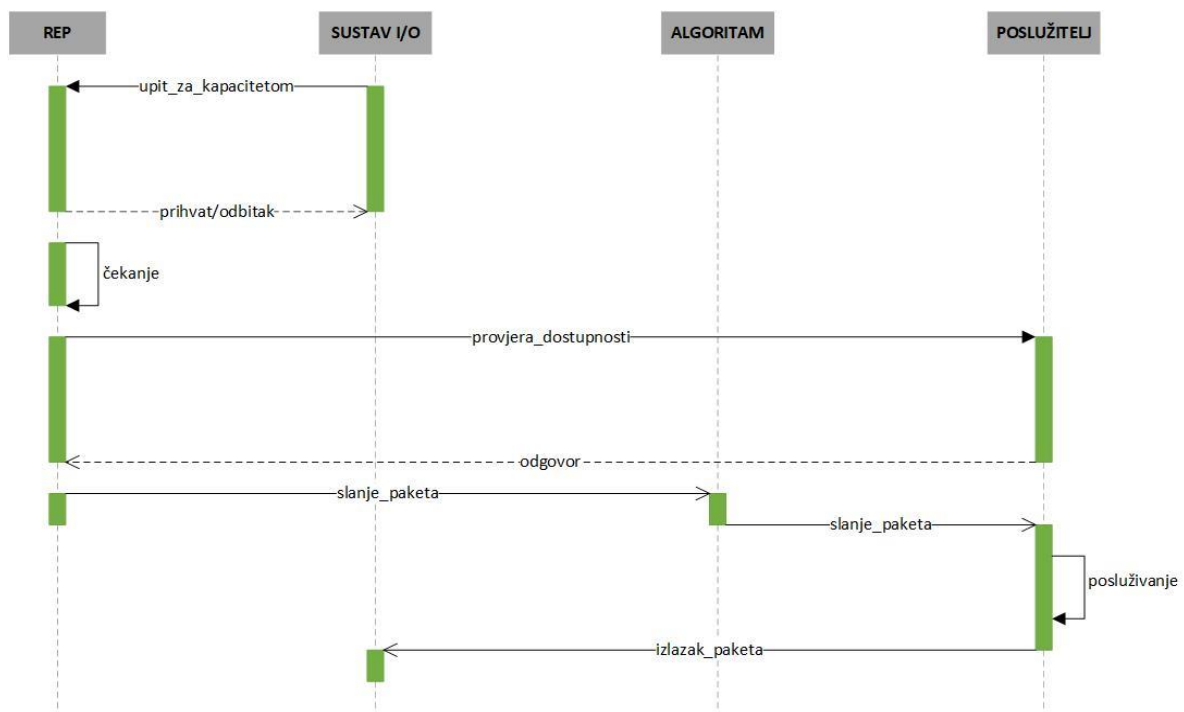 REP
SUSTAV I/O
ALGORITAM
POSLUŽITELJ
upit_za_kapacitetom
prihvat/odbitak
čekanje
provjera_dostupnosti
odgovor
slanje_paketa
slanje_paketa
posluživanje
izlazak_paketa